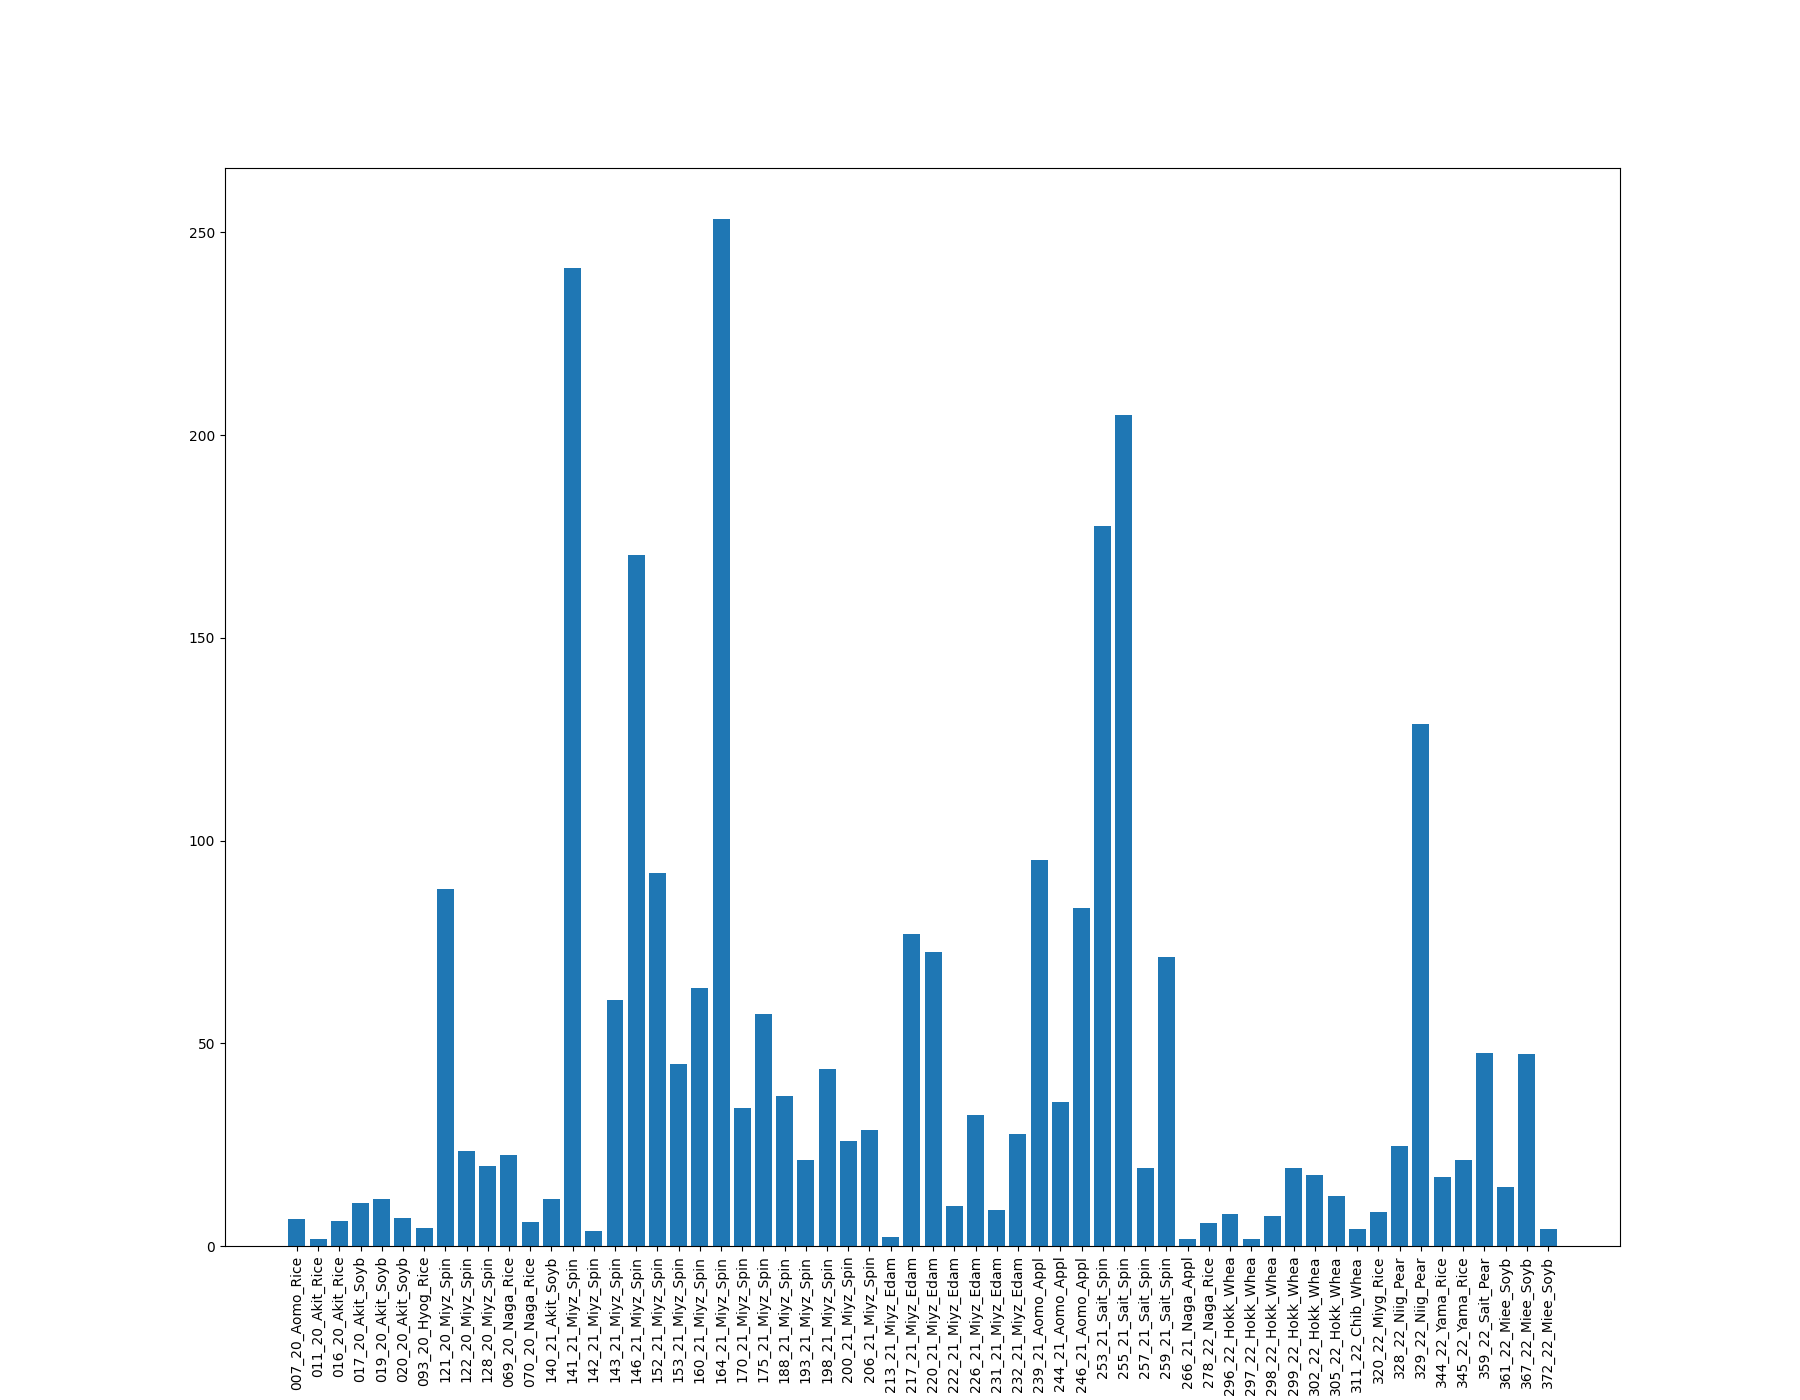 250
200
150
100
50
0
007_20_Aomo_Rice
011_20_Akit_Rice
016_20_Akit_Rice
017_20_Akit_Soyb
019_20_Akit_Soyb
020_20_Akit_Soyb
093_20_Hyog_Rice
121_20_Miyz_Spin
122_20_Miyz_Spin
128_20_Miyz_Spin
069_20_Naga_Rice
070_20_Naga_Rice
140_21_Akit_Soyb
141_21_Miyz_Spin
142_21_Miyz_Spin
143_21_Miyz_Spin
146_21_Miyz_Spin
152_21_Miyz_Spin
153_21_Miyz_Spin
160_21_Miyz_Spin
164_21_Miyz_Spin
170_21_Miyz_Spin
175_21_Miyz_Spin
188_21_Miyz_Spin
193_21_Miyz_Spin
198_21_Miyz_Spin
200_21_Miyz_Spin
206_21_Miyz_Spin
213_21_Miyz_Edam
217_21_Miyz_Edam
220_21_Miyz_Edam
222_21_Miyz_Edam
226_21_Miyz_Edam
231_21_Miyz_Edam
232_21_Miyz_Edam
239_21_Aomo_Appl
244_21_Aomo_Appl
246_21_Aomo_Appl
253_21_Sait_Spin
255_21_Sait_Spin
257_21_Sait_Spin
259_21_Sait_Spin
266_21_Naga_Appl
278_22_Naga_Rice
296_22_Hokk_Whea
297_22_Hokk_Whea
298_22_Hokk_Whea
299_22_Hokk_Whea
302_22_Hokk_Whea
305_22_Hokk_Whea
311_22_Chib_Whea
320_22_Miyg_Rice
328_22_Niig_Pear
329_22_Niig_Pear
344_22_Yama_Rice
345_22_Yama_Rice
359_22_Sait_Pear
361_22_Miee_Soyb
367_22_Miee_Soyb
372_22_Miee_Soyb